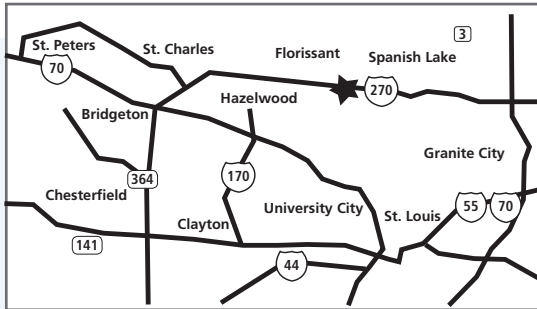 3
St. Peters
St. Charles
Florissant
Spanish Lake
70
270
Bridgeton
Hazelwood
Granite City
364
170
Chesterfield
University City
55
70
Clayton
St. Louis
141
44